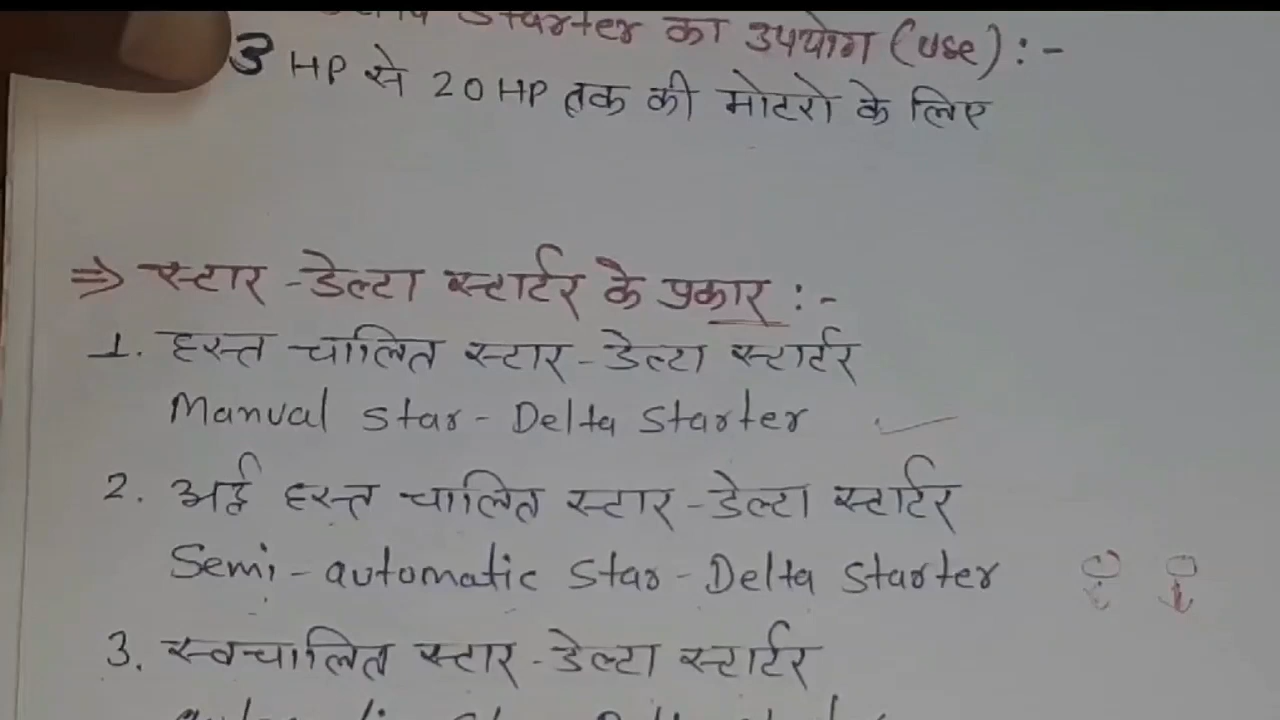 Starter का उपयोग (Use) :-
3 HP से 20 HP तक की मोटरो के लिए
⇒ स्टार -डेल्टा स्टार्टर के प्रकार :-
1. हस्त चालित स्टार-डेल्टा स्टार्टर
Manual Star-Delta Starter
2. अर्द्ध हस्त चालित स्टार-डेल्टा स्टार्टर
Semi-automatic Star-Delta Starter
3. स्वचालित स्टार-डेल्टा स्टार्टर